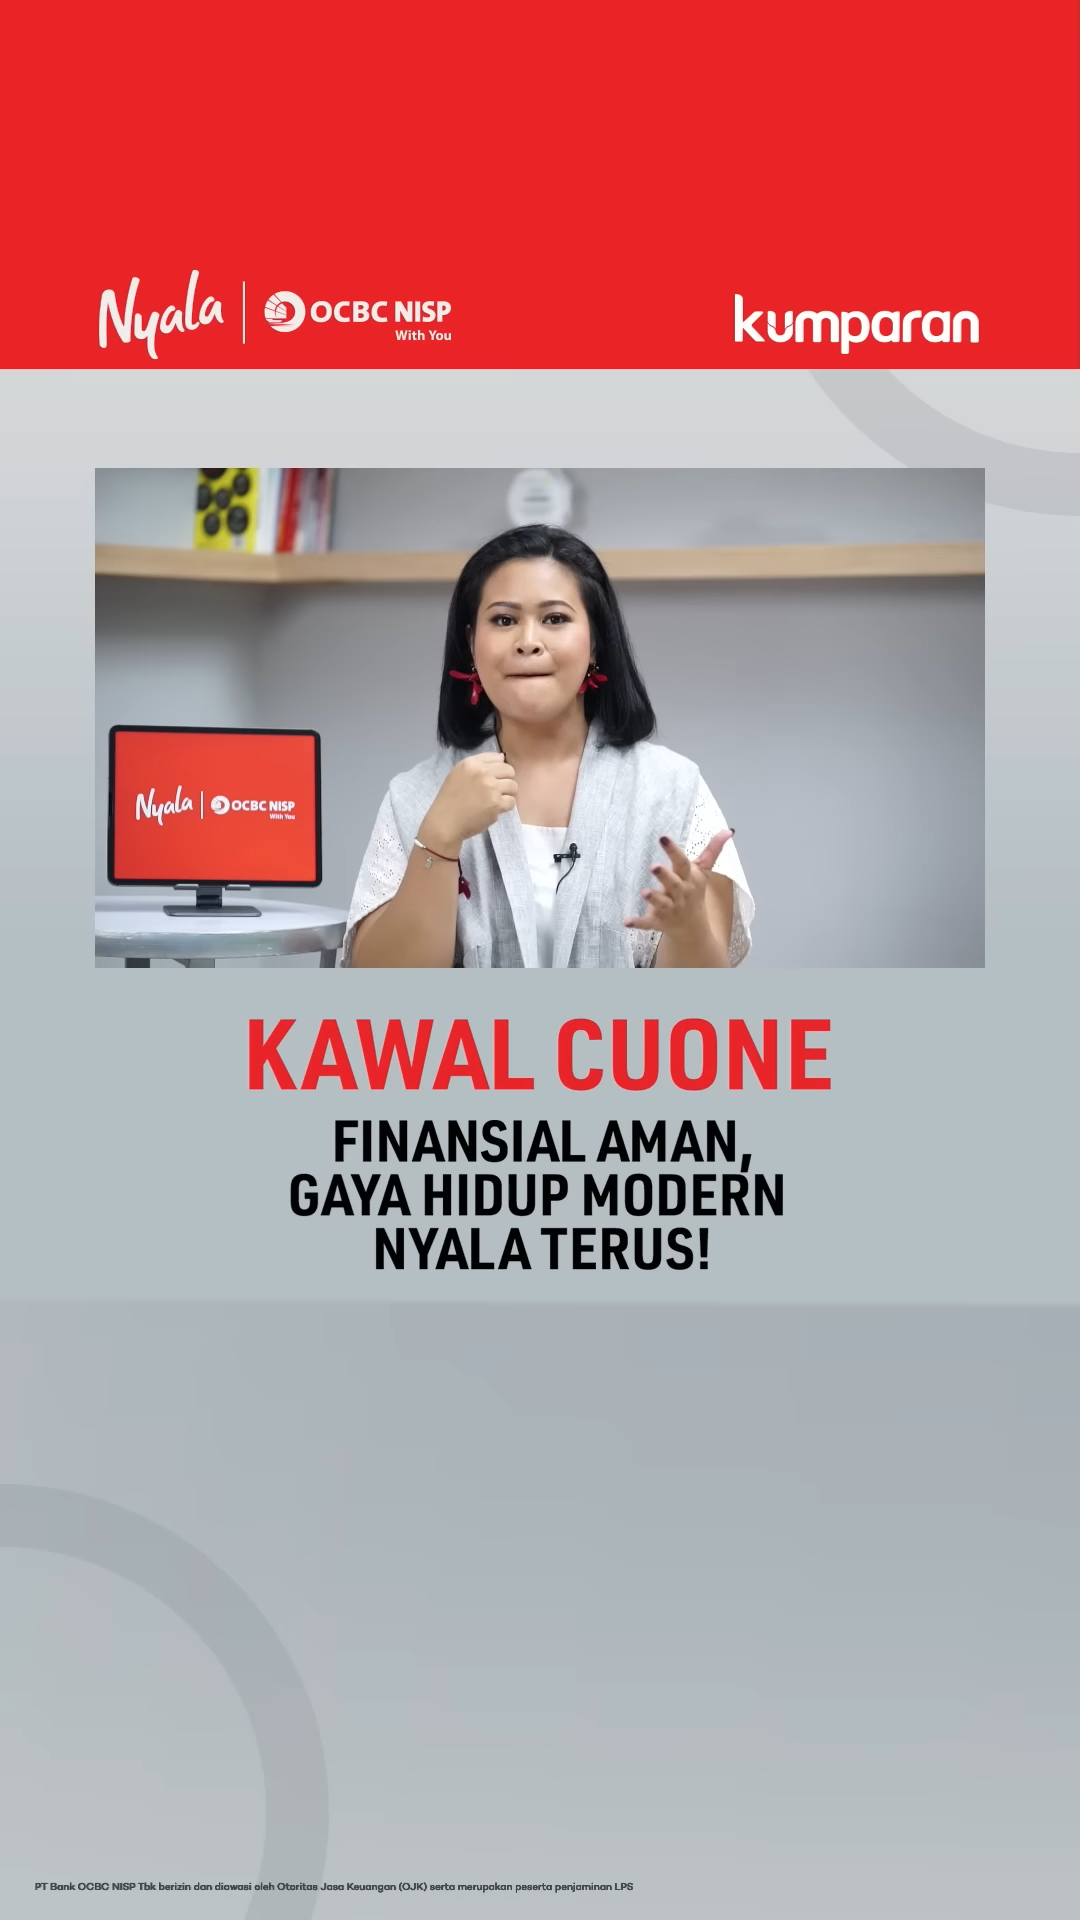 Nyala
OCBC NISP
With You
kumparan
Nyala
OCBC NISP
With You
KAWAL CUONE
FINANSIAL AMAN,
GAYA HIDUP MODERN
NYALA TERUS!
PT Bank OCBC NISP Tbk berizin dan diawasi oleh Otoritas Jasa Keuangan (OJK) serta merupakan peserta penjaminan LPS